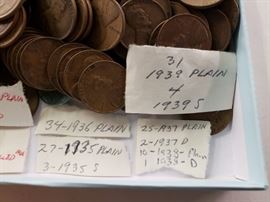 31
1939 PLAIN
4
1939 S
34-1936 PLAIN
27-1935 PLAIN
3-1935 S
25-1937 PLAIN
2-1937 D
10-1938- Plain
1 1938- D
PLAIN